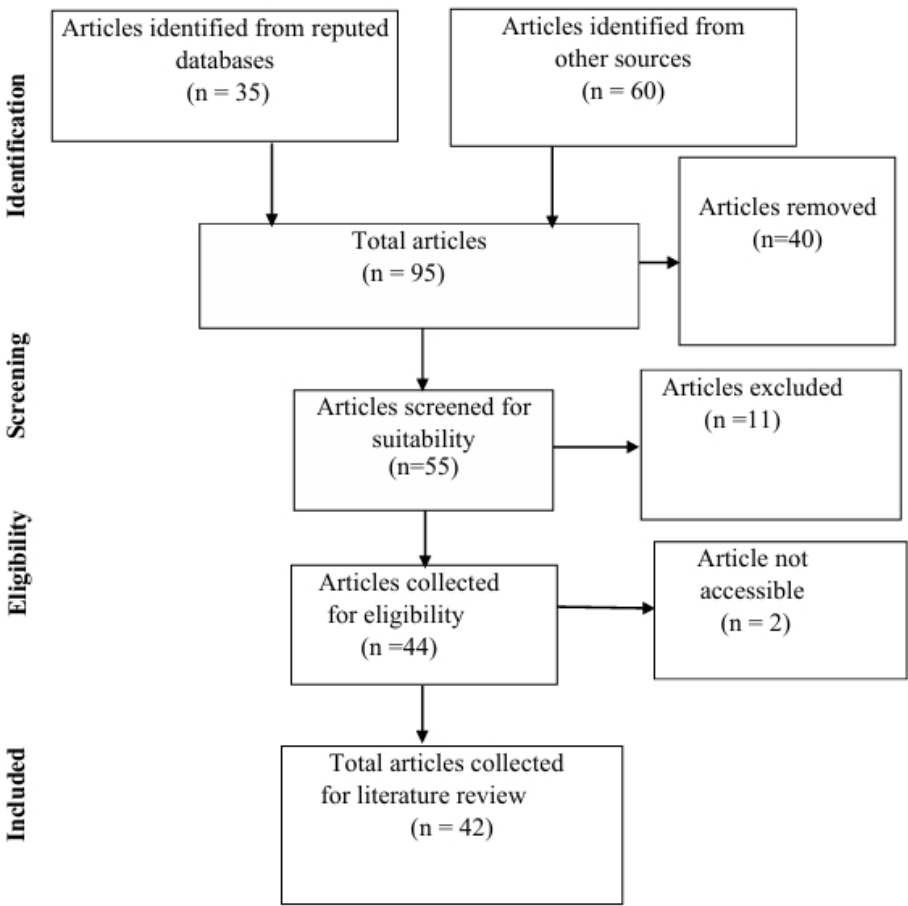 Articles identified from reputed
databases
(n = 35)
Articles identified from
other sources
(n = 60)
Identification
Articles removed
(n=40)
Total articles
(n = 95)
Screening
Articles screened for
suitability
(n=55)
Articles excluded
(n =11)
Eligibility
Articles collected
for eligibility
(n =44)
Article not
accessible
(n = 2)
Included
Total articles collected
for literature review
(n = 42)